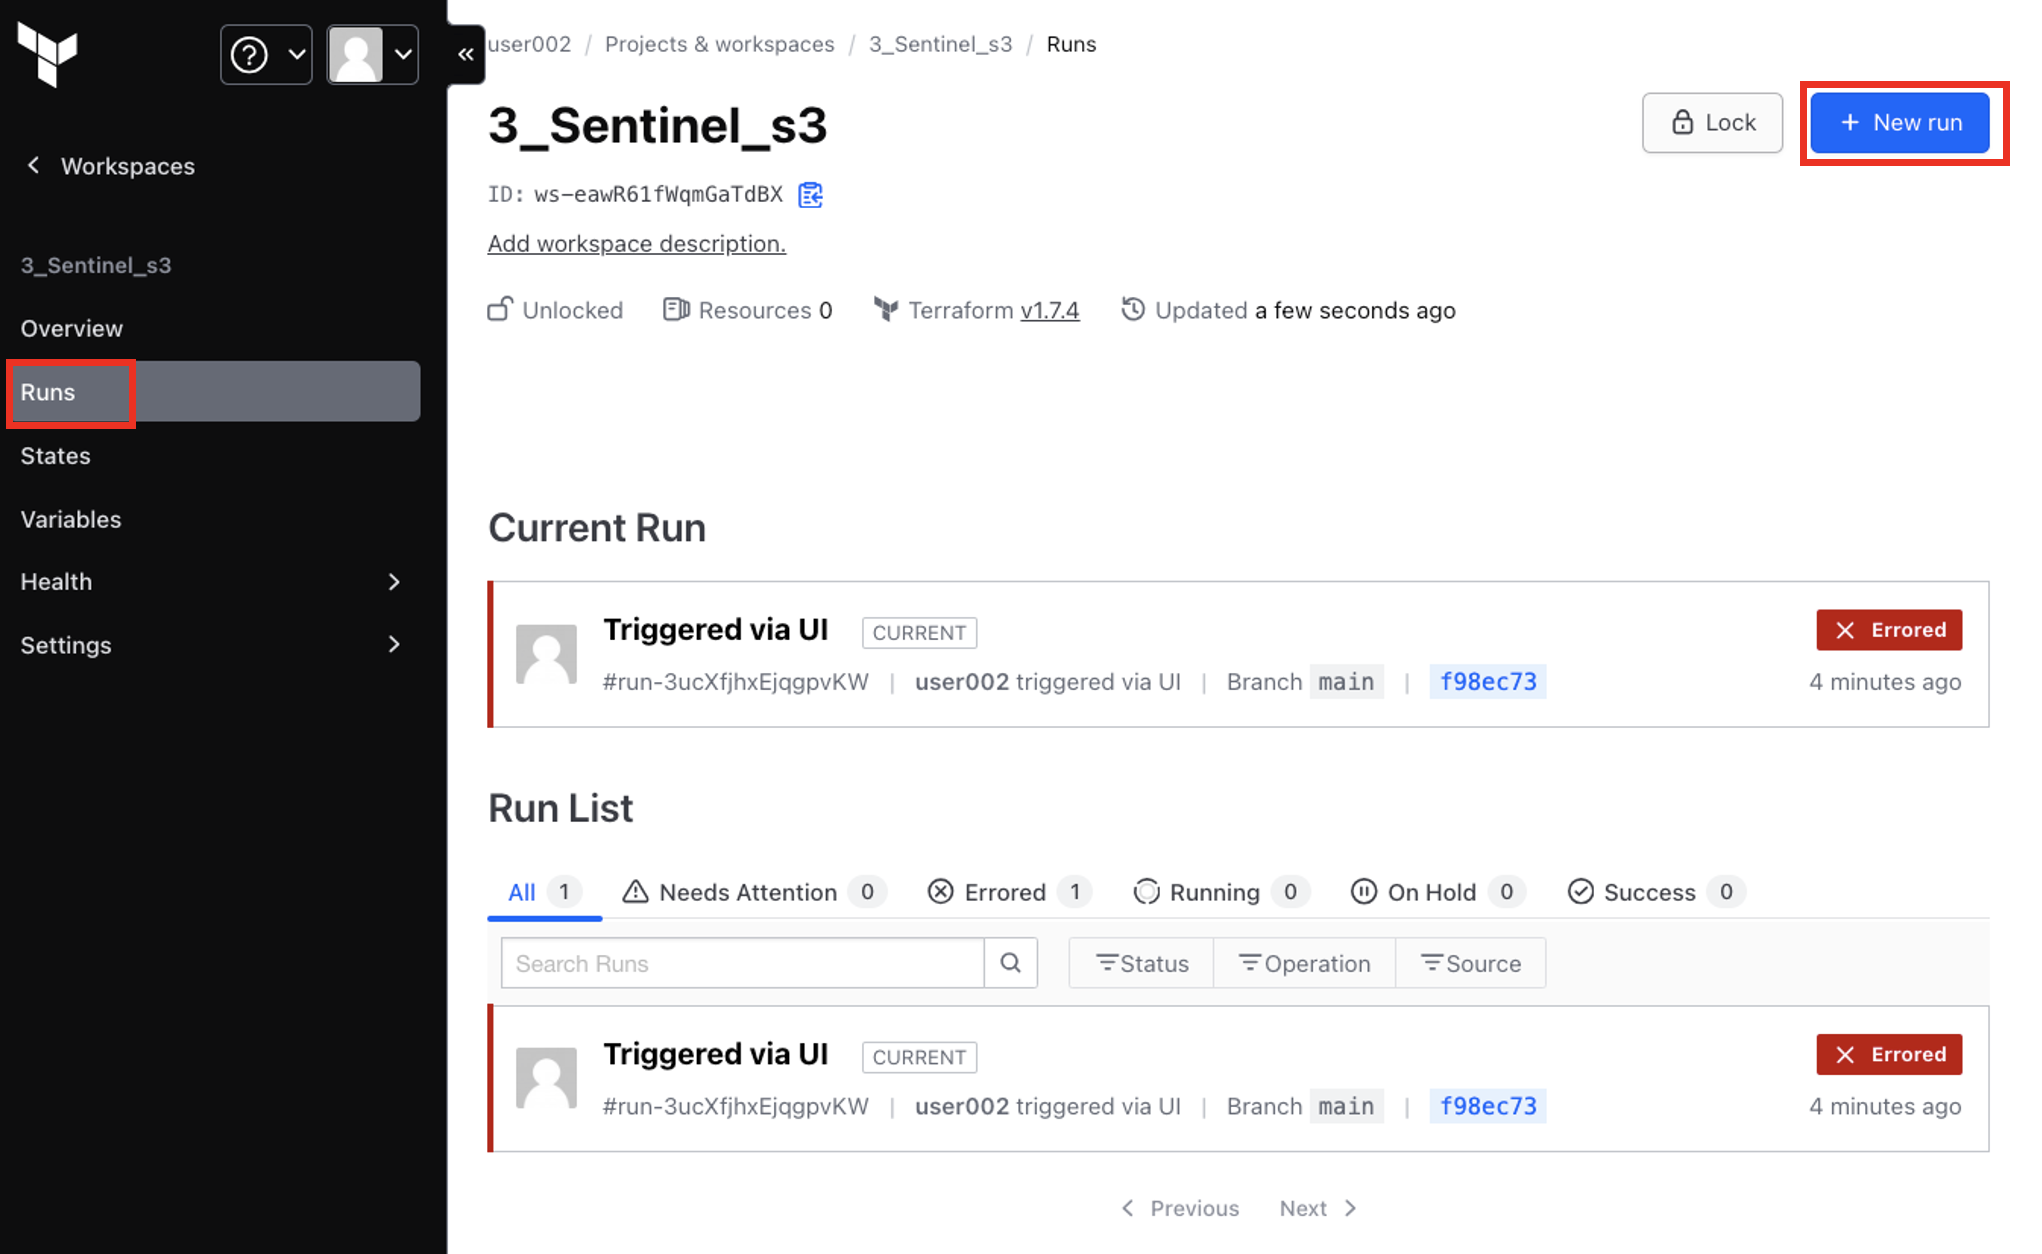 user002 / Projects & workspaces / 3_Sentinel_s3 / Runs
Workspaces
3_Sentinel_s3
Overview
Runs
States
Variables
Health
Settings
3_Sentinel_s3
Lock
+ New run
ID: ws-eawR61fWqmGaTdBX
Add workspace description.
Unlocked Resources 0 Terraform v1.7.4 Updated a few seconds ago
Current Run
Triggered via UI CURRENT Errored
#run-3ucXfjhxEjqgpvKW | user002 triggered via UI | Branch main | f98ec73 4 minutes ago
Run List
All 1 Needs Attention 0 Errored 1 Running 0 On Hold 0 Success 0
Search Runs Status Operation Source
Triggered via UI CURRENT Errored
#run-3ucXfjhxEjqgpvKW | user002 triggered via UI | Branch main | f98ec73 4 minutes ago
Previous Next